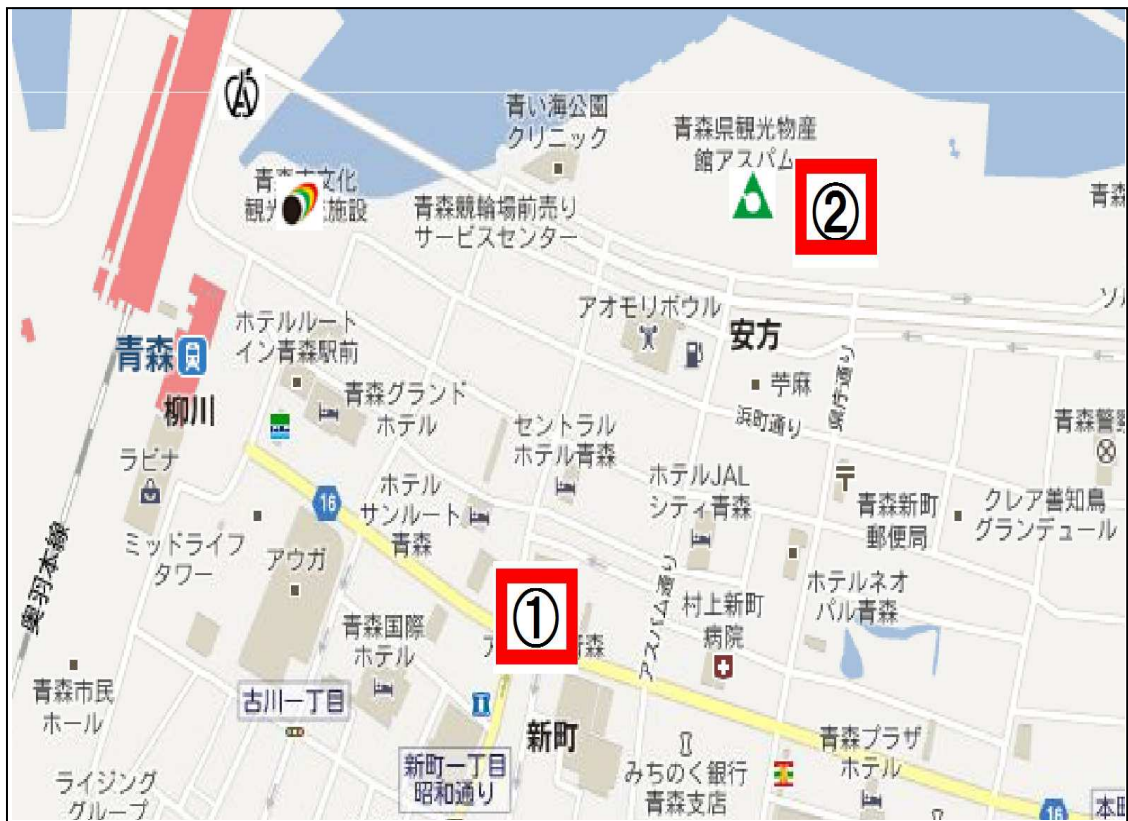 青い海公園
クリニック
青森県観光物産
館アスパム
②
青
文化
観光
施設
青森競輪場前売り
サービスセンター
青森
ソル
ホテルルート
イン青森駅前
アオモリボウル
安方
青森
柳川
苧麻
県庁通り
浜町通り
青森グランド
ホテル
セントラル
ホテル青森
青森警察
ラビナ
16
ホテル
サンルート
青森
ホテルJAL
シティ青森
青森新町
郵便局
クレア善知鳥
グランデュール
ミッドライフ
タワー
アウガ
奥羽本線
ホテルネオ
パル青森
①
アスパム通り
村上新町
病院
青森国際
ホテル
ア
青森
青森市民
ホール
古川一丁目
新町
新町一丁目
昭和通り
みちのく銀行
青森支店
青森プラザ
ホテル
ライジング
グループ
16
本町